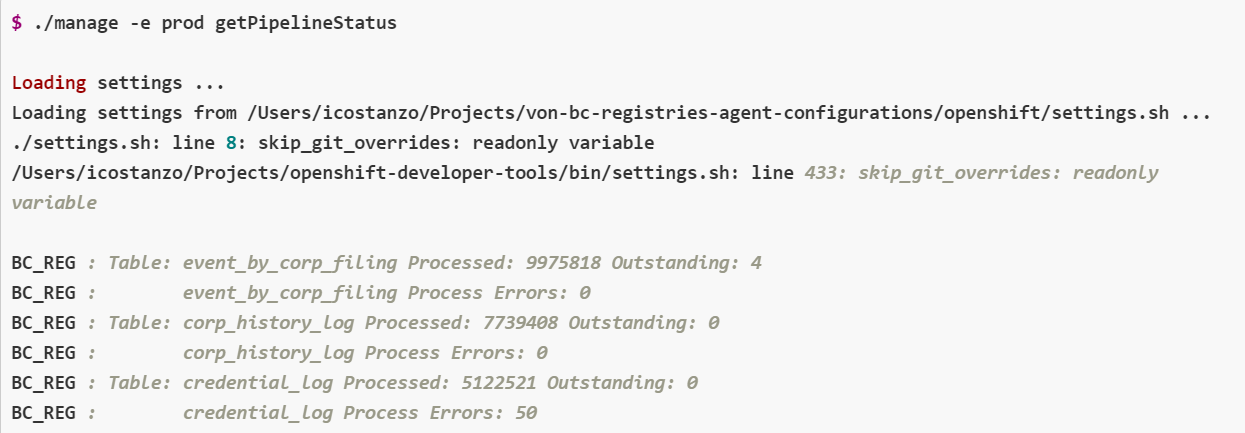 $ ./manage -e prod getPipelineStatus
Loading settings ...
Loading settings from /Users/icostanzo/Projects/von-bc-registries-agent-configurations/openshift/settings.sh ...
./settings.sh: line 8: skip_git_overrides: readonly variable
/Users/icostanzo/Projects/openshift-developer-tools/bin/settings.sh: line 433: skip_git_overrides: readonly
variable
BC_REG : Table: event_by_corp_filing Processed: 9975818 Outstanding: 4
BC_REG :        event_by_corp_filing Process Errors: 0
BC_REG : Table: corp_history_log Processed: 7739408 Outstanding: 0
BC_REG :        corp_history_log Process Errors: 0
BC_REG : Table: credential_log Processed: 5122521 Outstanding: 0
BC_REG :        credential_log Process Errors: 50